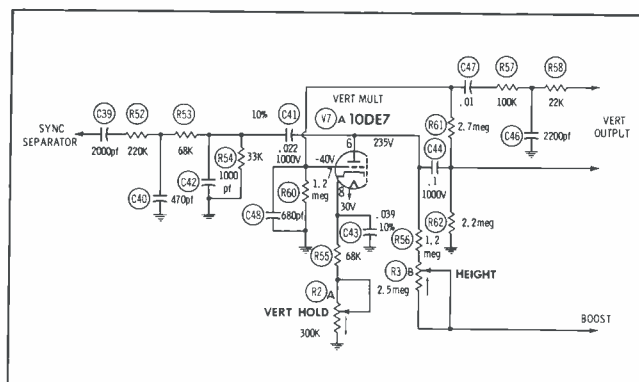 C47 R57 R58
VERT MULT
V7 A 10DE7
C39 R52 R53 10% C41
.01 100K 22K
SYNC SEPARATOR
235V
R61
2.7meg
C46 2200pf
VERT OUTPUT
2000pf 220K 68K
.022 1000V
6
C44
R54 33K
-40V
7
C42 1000 pf
R60 1.2 meg
8
30V
.1 1000V
C40 470pf
C48 680pf
.039 10%
C43
R62 2.2meg
R56 1.2 meg
R55 68K
R3 B HEIGHT
2.5meg
R2 A
VERT HOLD
300K
BOOST